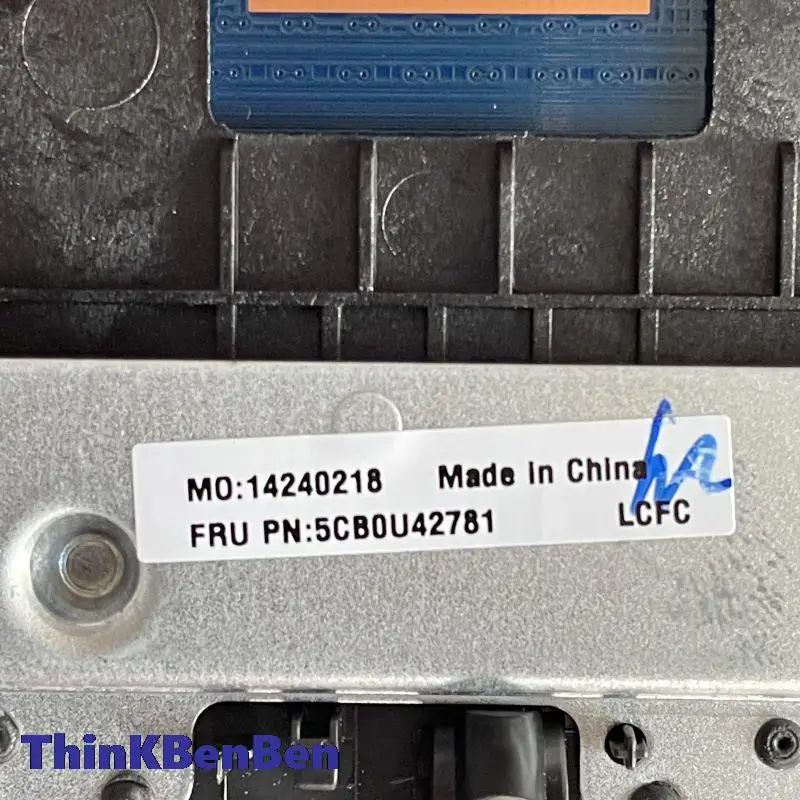 MO:14240218 Made in China
FRU PN:5CB0U42781 LCFC
ThinKBenBen